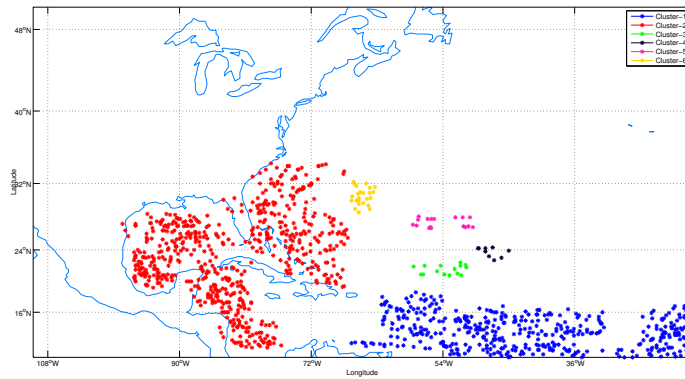 48°N
40°N
32°N
24°N
16°N
Latitude
108°W
90°W
72°W
54°W
36°W
Longitude
Cluster-1
Cluster-2
Cluster-3
Cluster-4
Cluster-5
Cluster-6